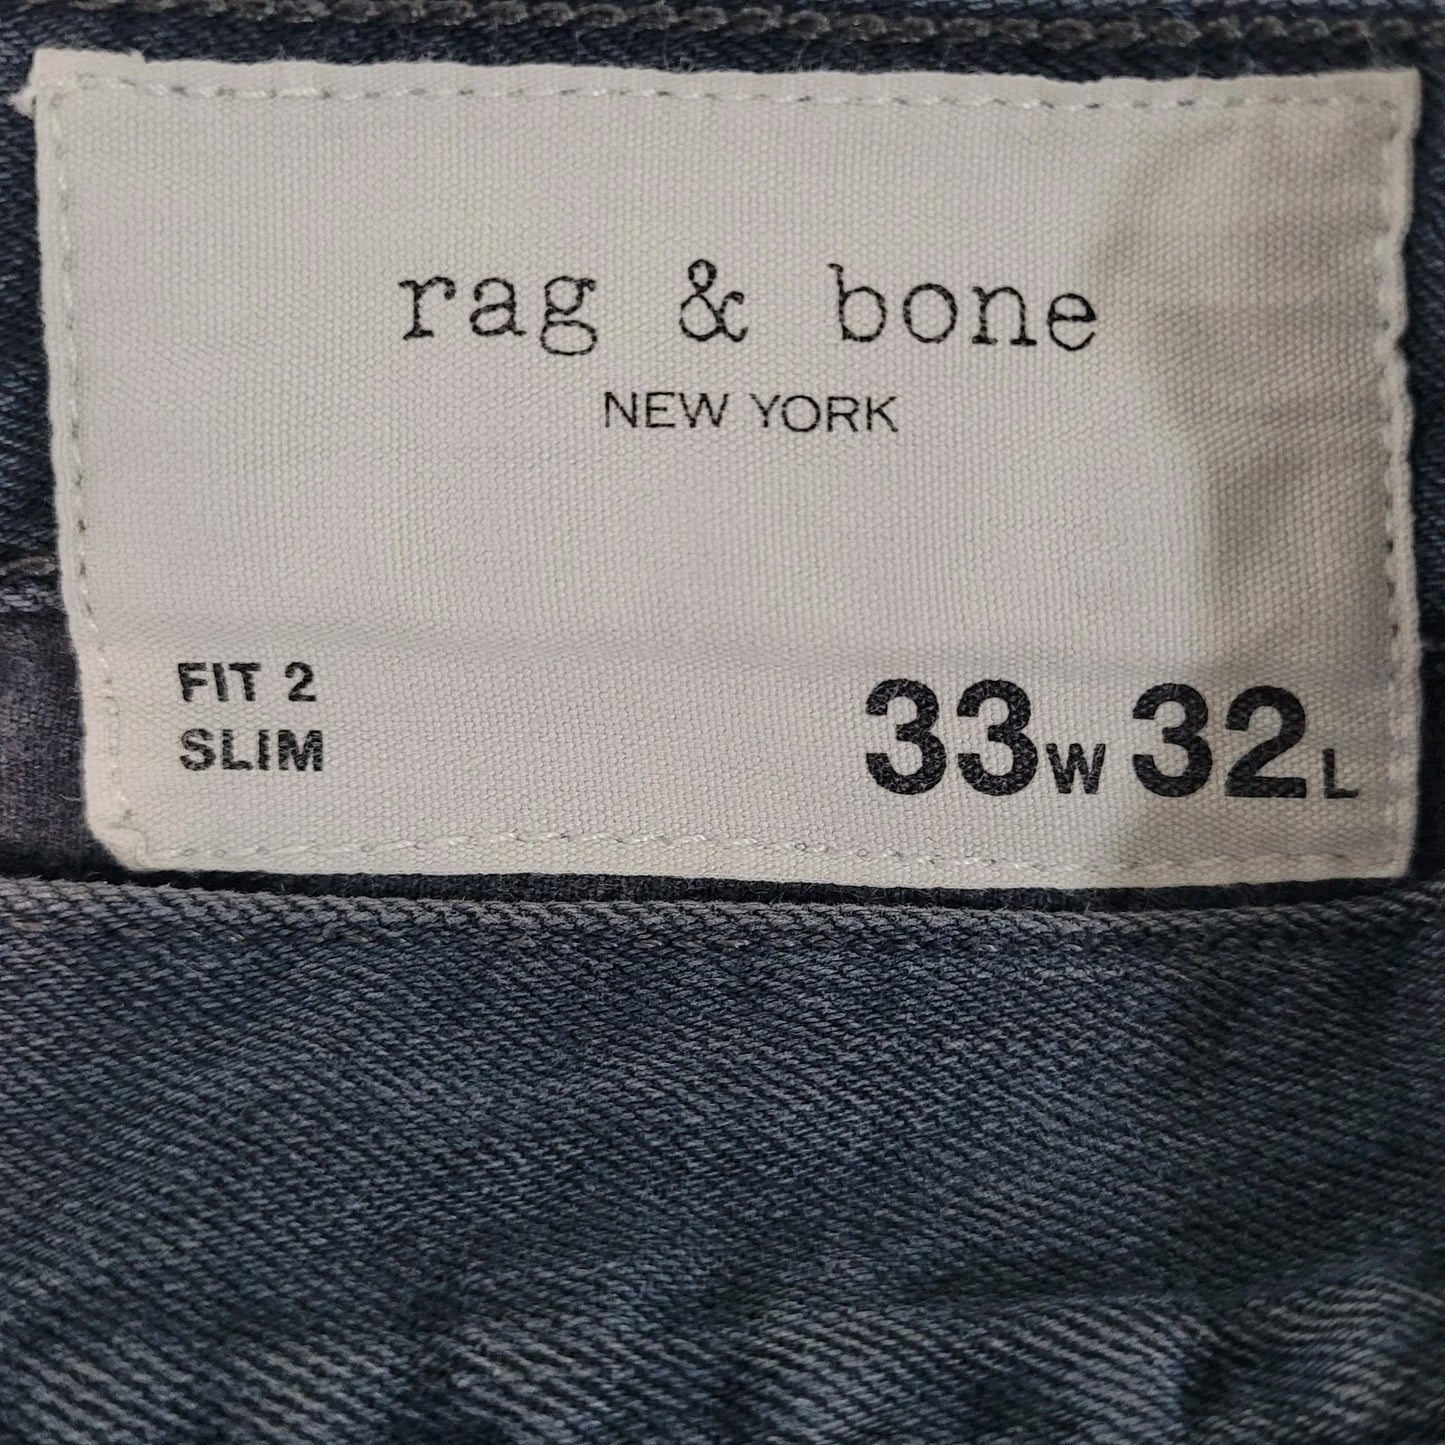 rag & bone
NEW YORK
FIT 2
SLIM
33W 32L